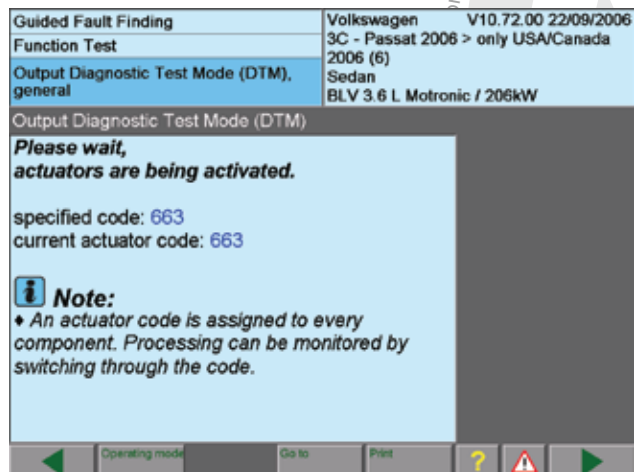 Guided Fault Finding
Function Test
Output Diagnostic Test Mode (DTM),
general
Volkswagen V10.72.00 22/09/2006
3C - Passat 2006 > only USA/Canada
2006 (6)
Sedan
BLV 3.6 L Motronic / 206kW
Output Diagnostic Test Mode (DTM)
Please wait,
actuators are being activated.
specified code: 663
current actuator code: 663
i Note:
♦ An actuator code is assigned to every
component. Processing can be monitored by
switching through the code.
Operating mode Go to Print ?